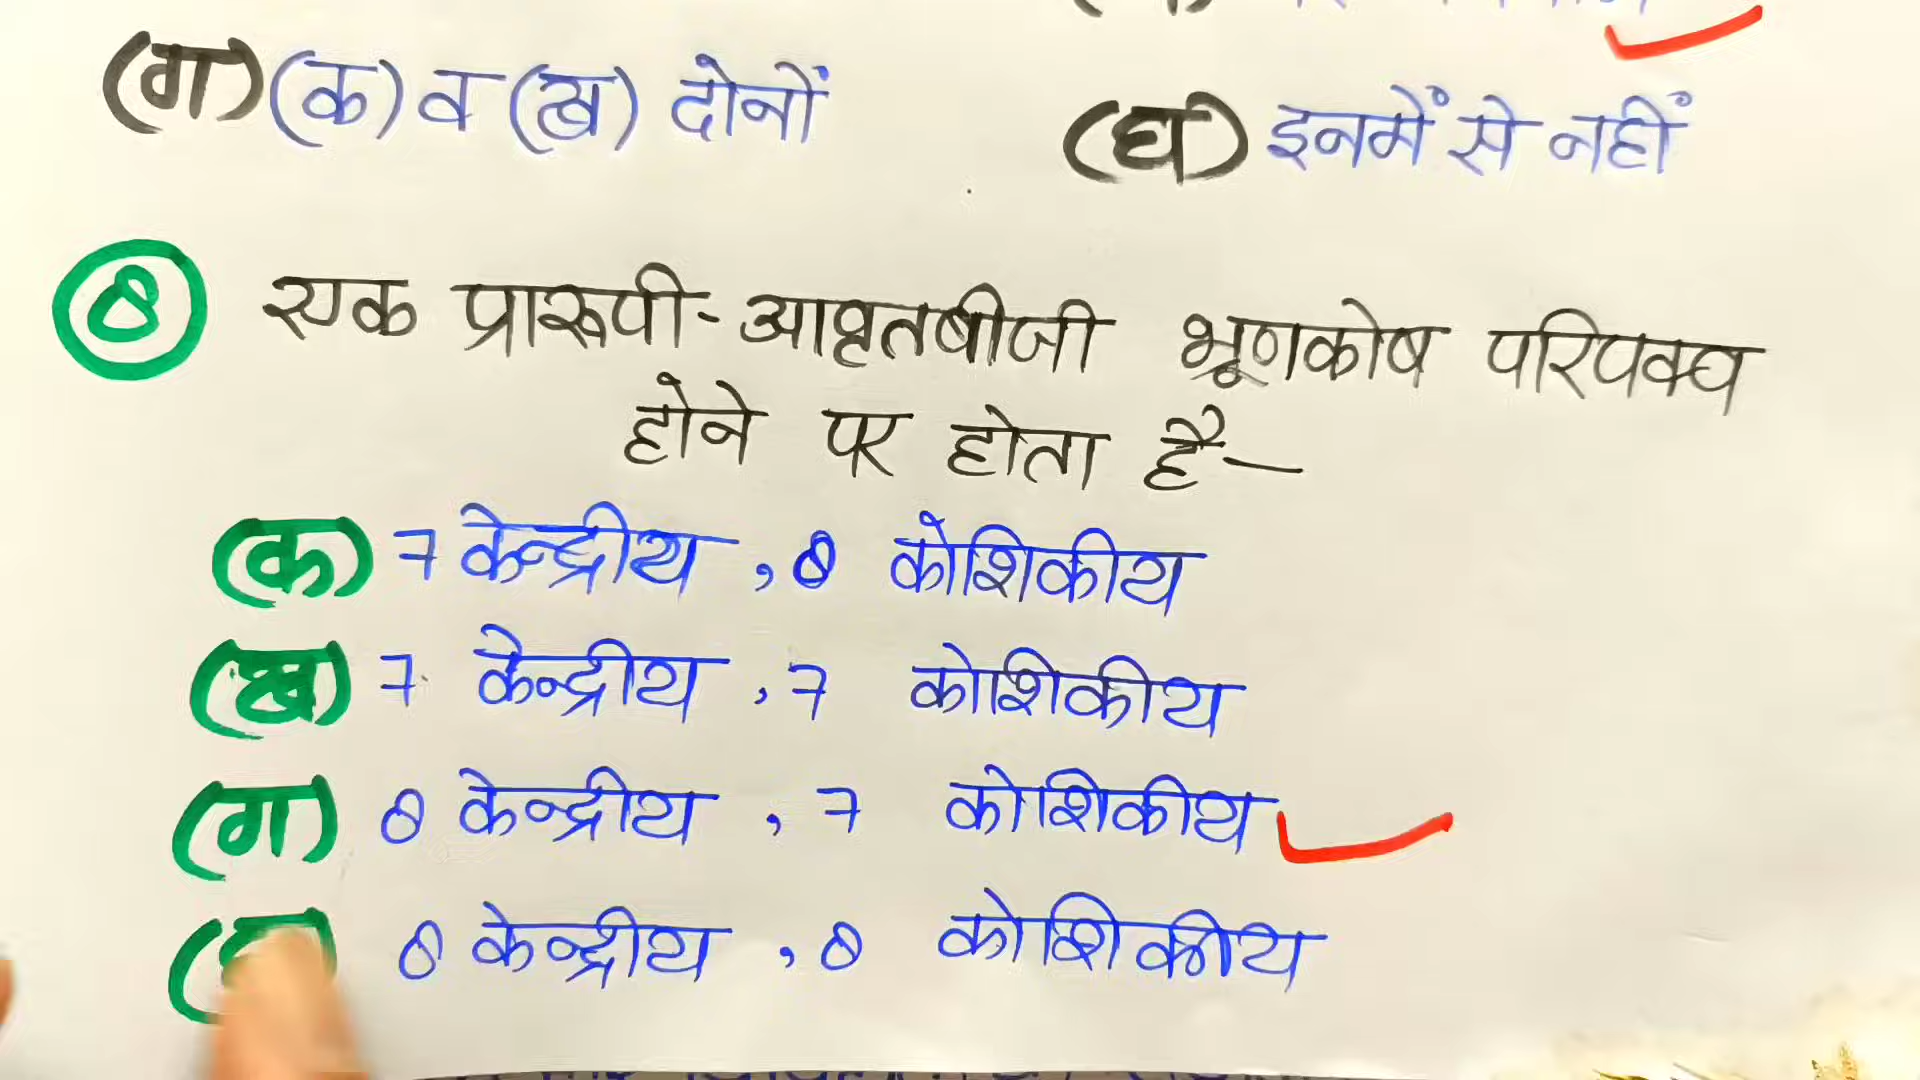 (ग) (क) व (ख) दोनों (घ) इनमें से नहीं
8 एक प्रारूपी-आवृतबीजी भ्रूणकोष परिपक्व
होने पर होता है-
(क) 7 केन्द्रीय, 8 कोशिकीय
(ख) 7 केन्द्रीय, 7 कोशिकीय
(ग) 8 केन्द्रीय, 7 कोशिकीय
8 केन्द्रीय, 8 कोशिकीय